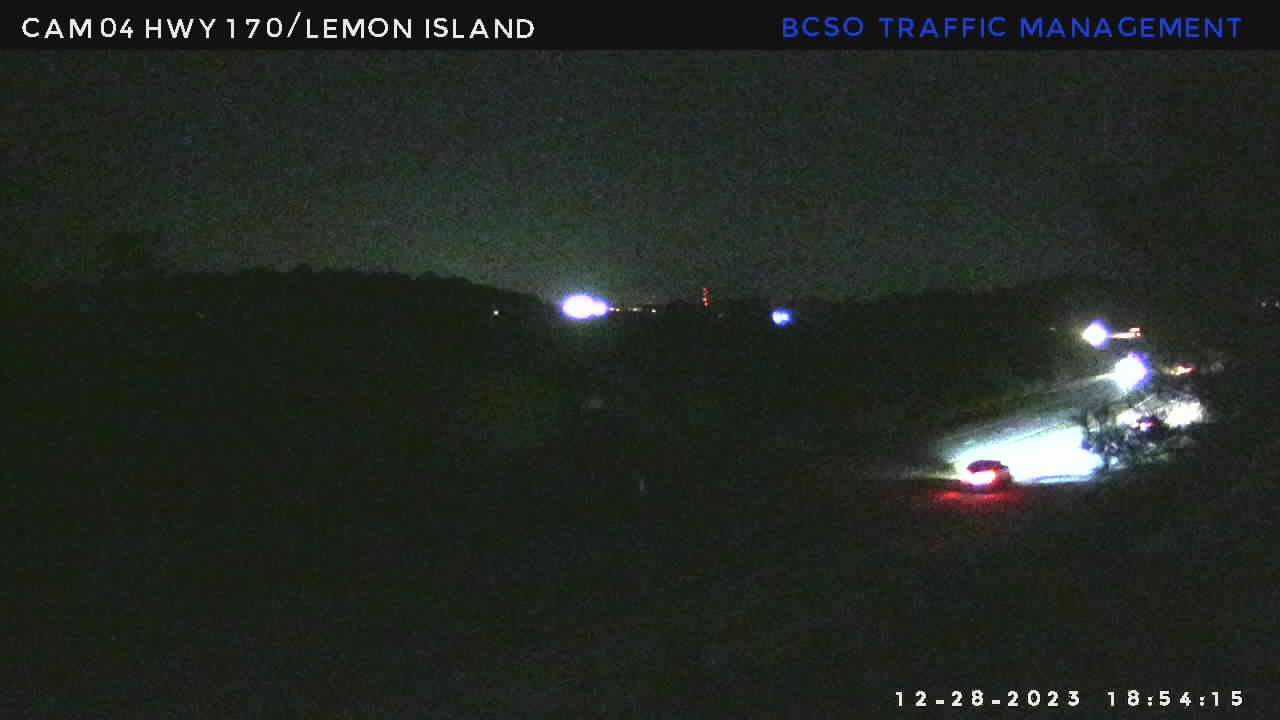 CAM04 HWY 170/LEMON ISLAND
BCSO TRAFFIC MANAGEMENT
12-28-2023 18:54:15